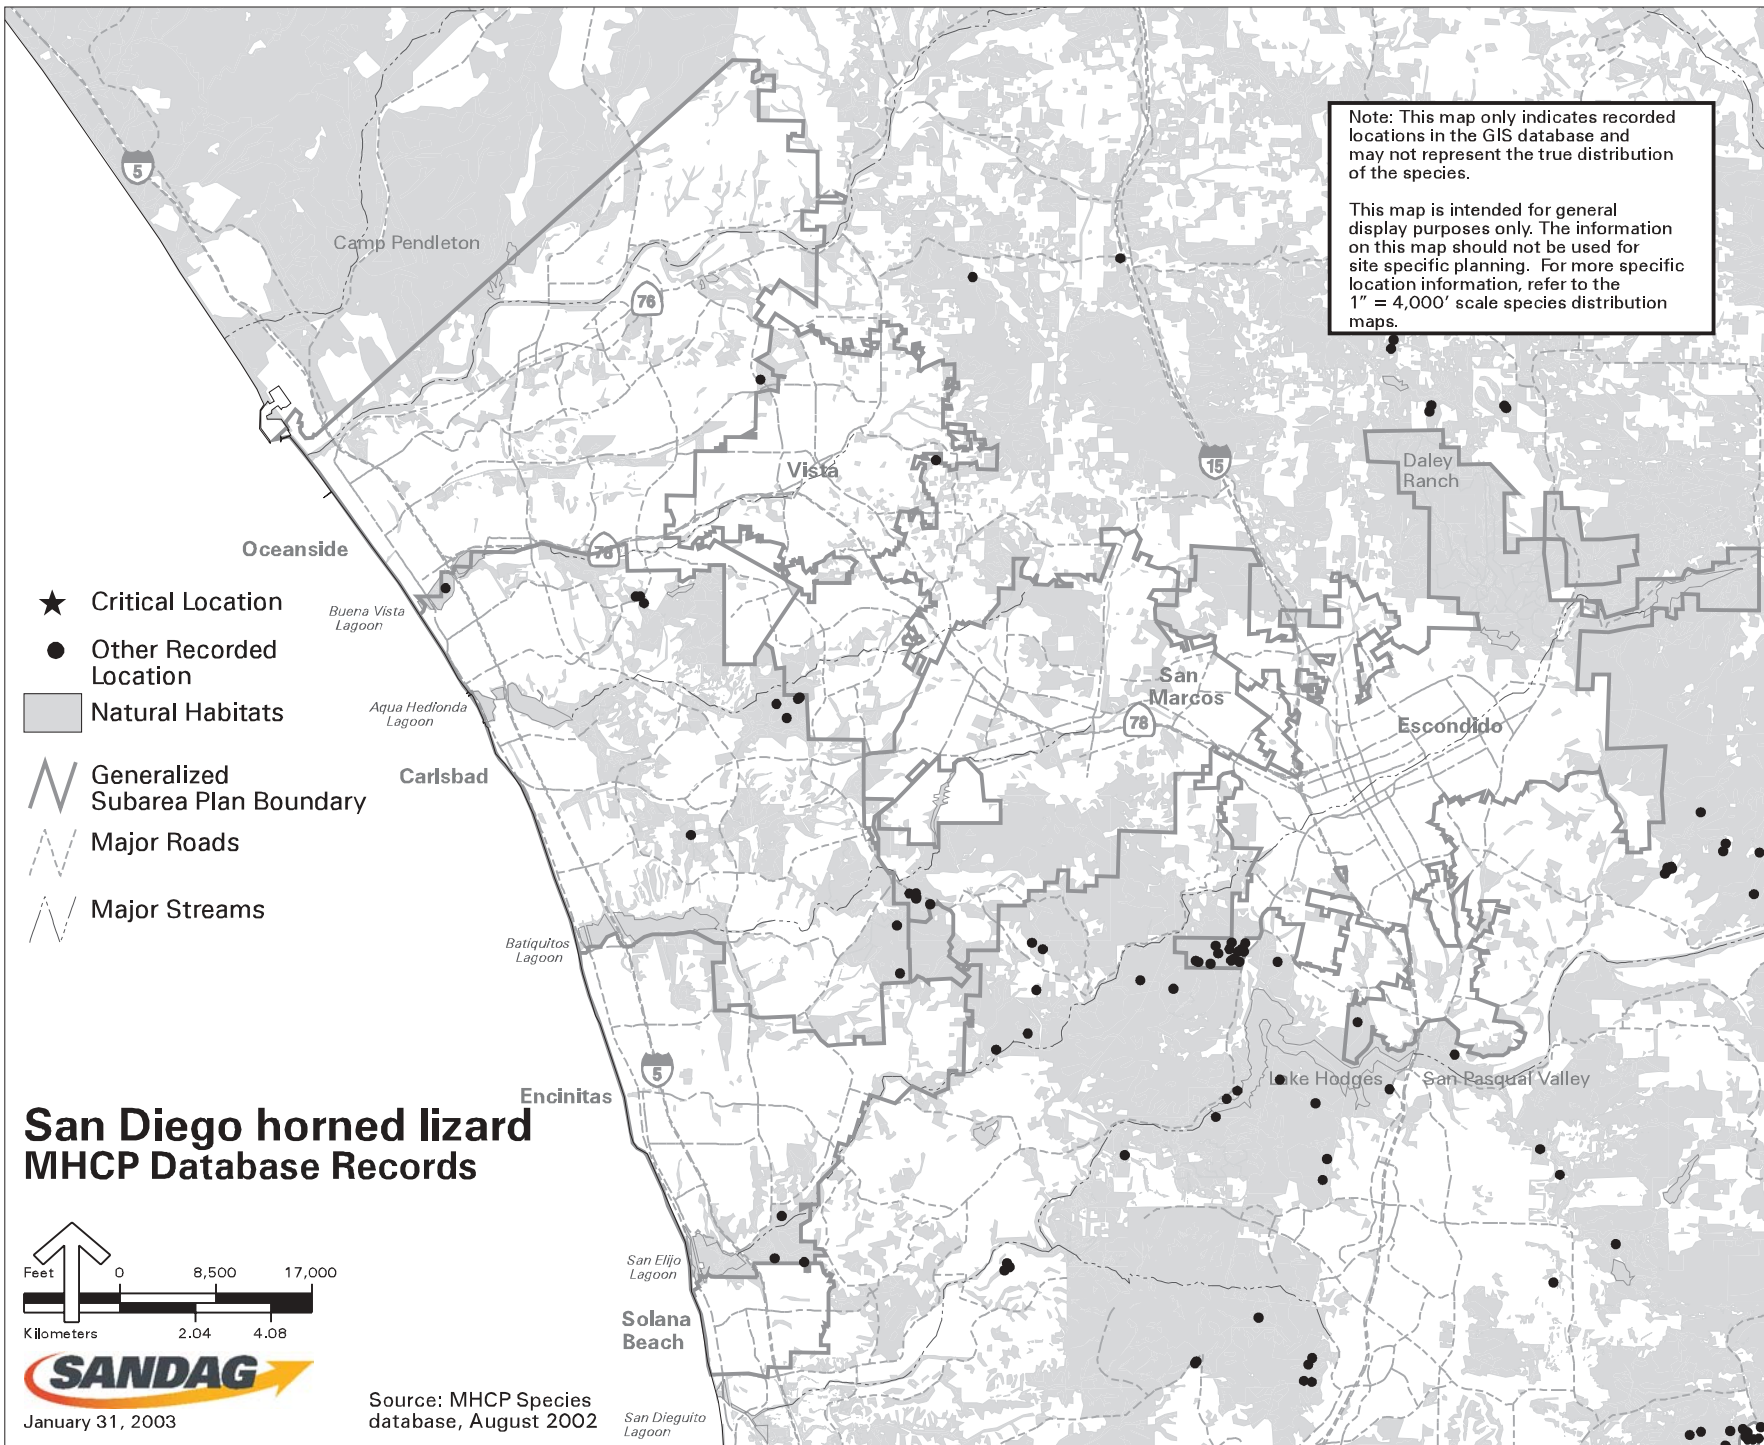 Note: This map only indicates recorded
locations in the GIS database and
may not represent the true distribution
of the species.
This map is intended for general
display purposes only. The information
on this map should not be used for
site specific planning. For more specific
location information, refer to the
1” = 4,000’ scale species distribution
maps.
5
Camp Pendleton
76
Vista
15
Daley
Ranch
Oceanside
78
Buena Vista
Lagoon
Critical Location
Other Recorded
Location
Natural Habitats
Generalized
Subarea Plan Boundary
Major Roads
Major Streams
San
Marcos
78
Escondido
Aqua Hedionda
Lagoon
Carlsbad
Batiquitos
Lagoon
5
Encinitas
Lake Hodges
San Pasqual Valley
San Diego horned lizard
MHCP Database Records
San Elijo
Lagoon
Solana
Beach
Feet 0 8,500 17,000
Kilometers 2.04 4.08
SANDAG
January 31, 2003
Source: MHCP Species
database, August 2002
San Dieguito
Lagoon